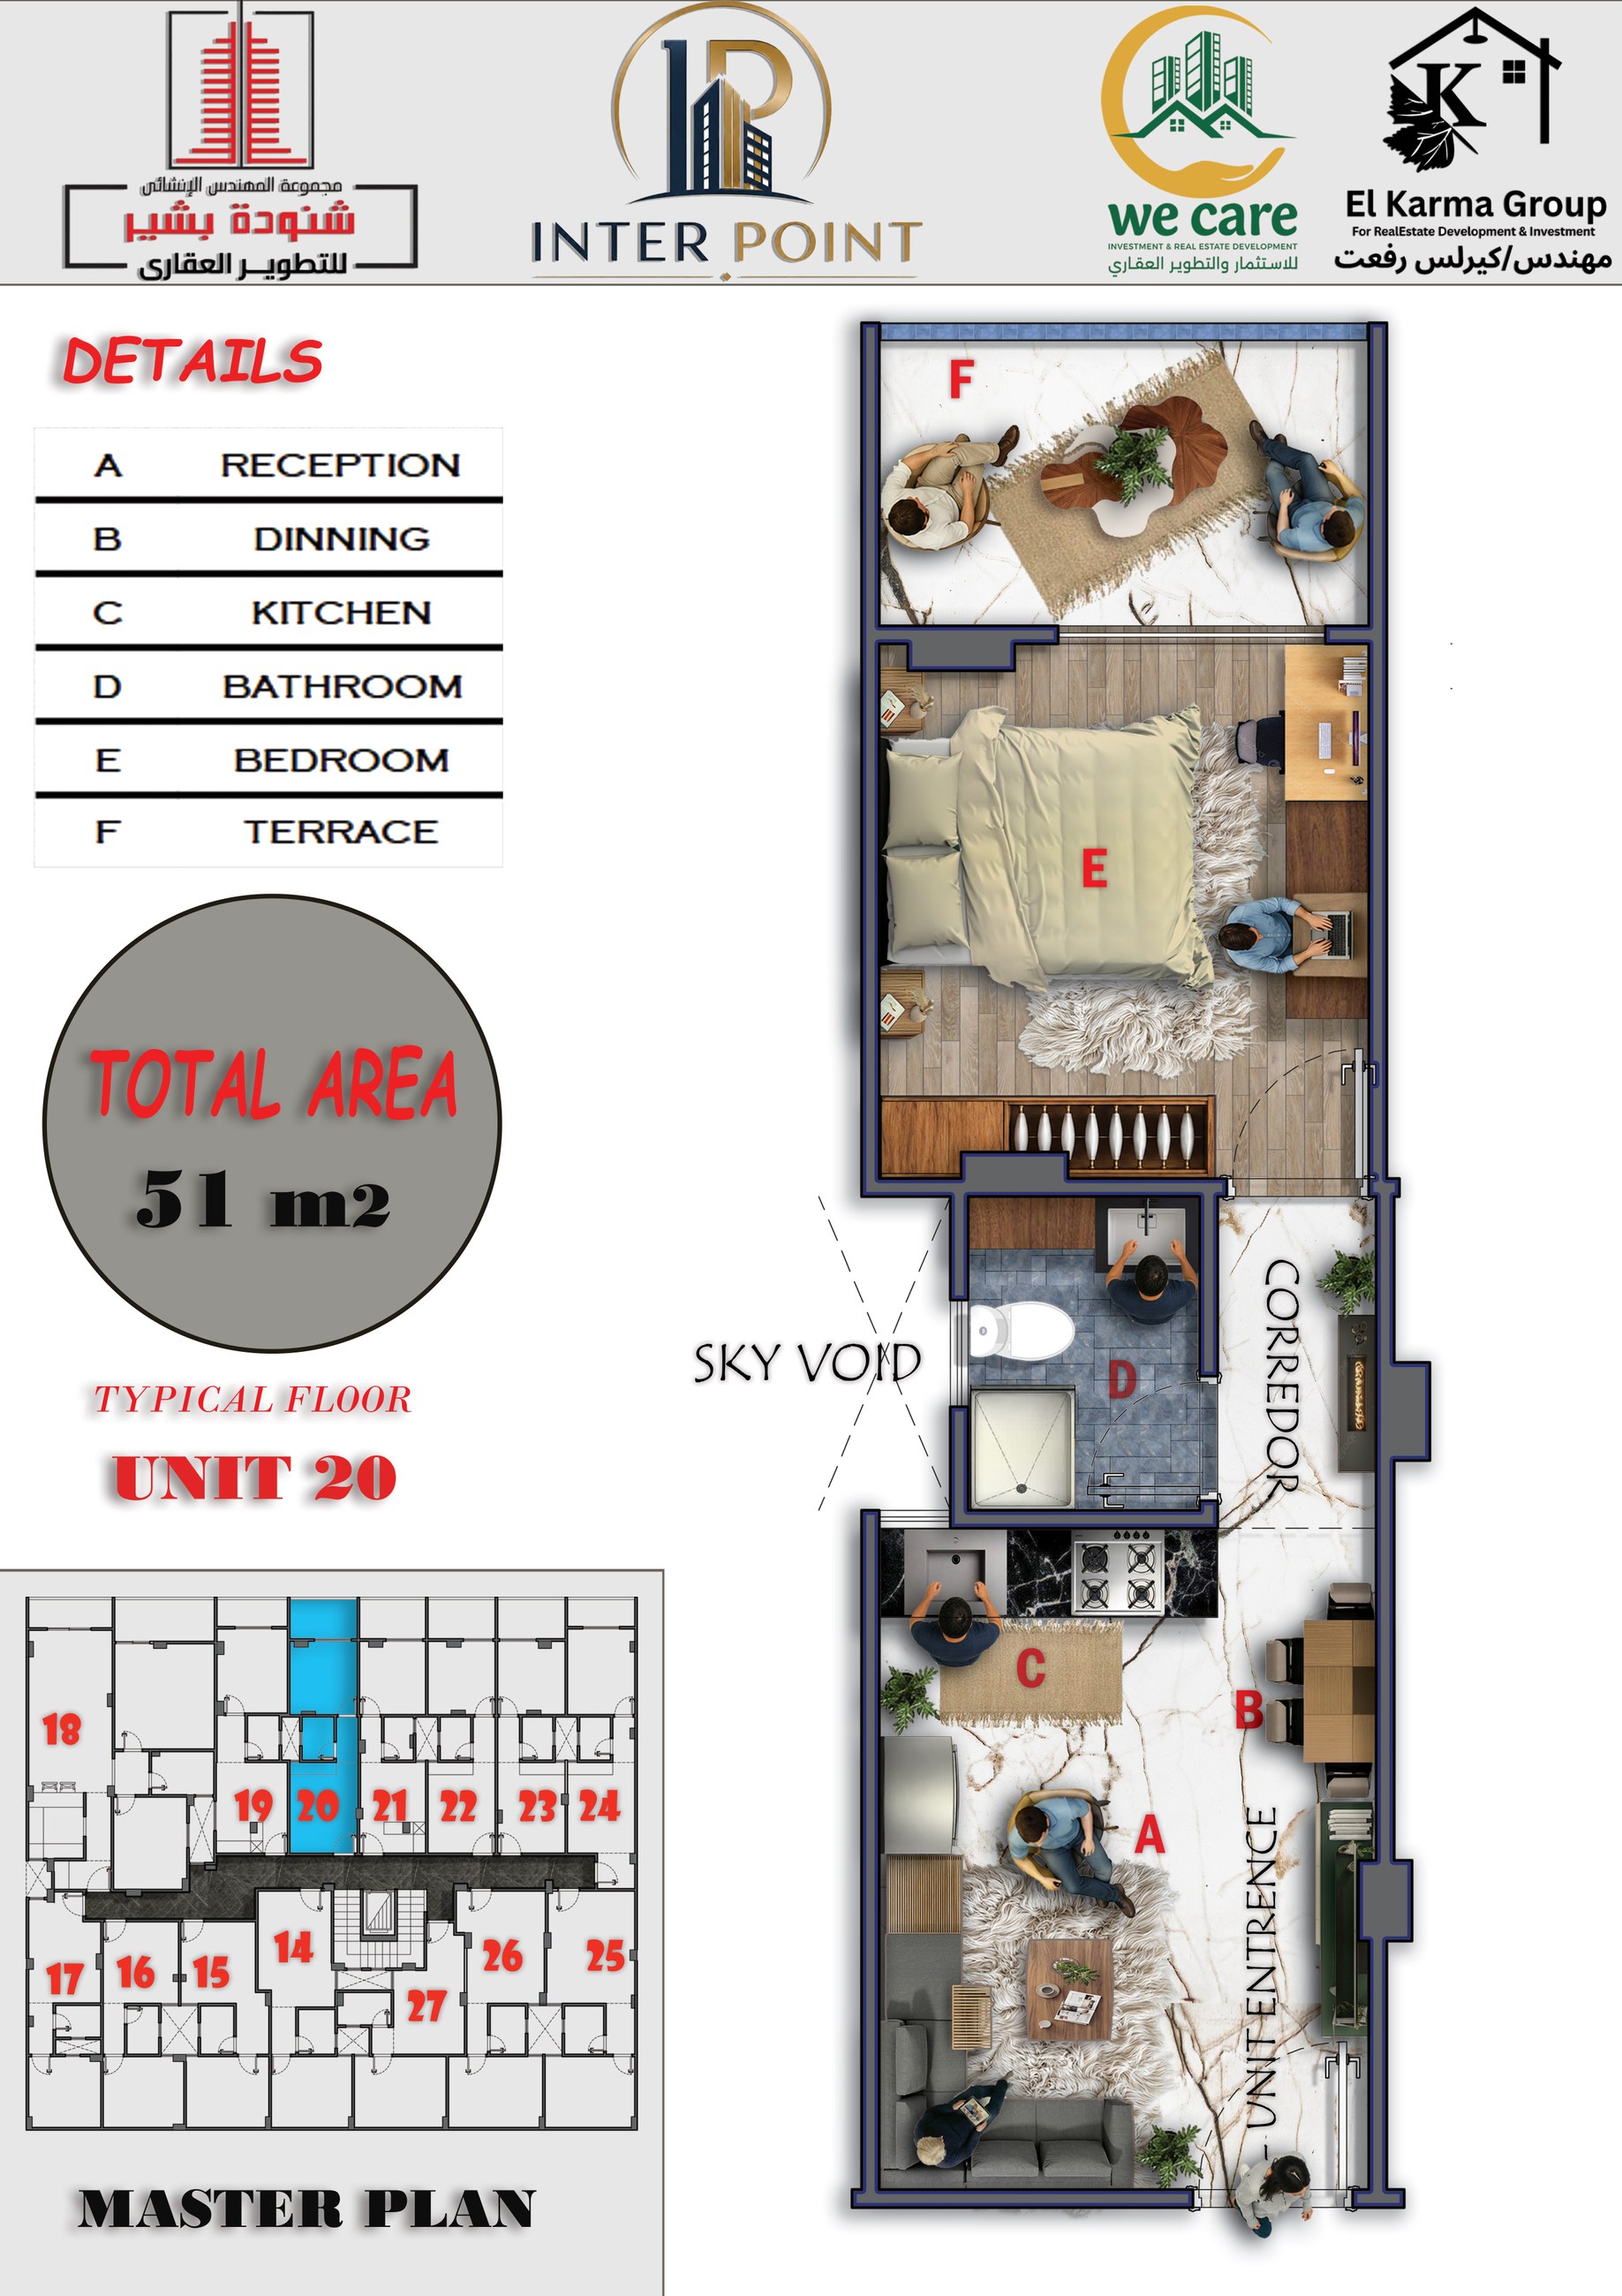 مجموعة المهندس الإنشائى
شنودة بشير
للتطوير العقارى
IP
INTER POINT
we care
INVESTMENT & REAL ESTATE DEVELOPMENT
للاستثمار والتطوير العقاري
K
El Karma Group
For RealEstate Development & Investment
مهندس/كيرلس رفعت
DETAILS
A RECEPTION
B DINNING
C KITCHEN
D BATHROOM
E BEDROOM
F TERRACE
TOTAL AREA
51 m2
TYPICAL FLOOR
UNIT 20
F
E
D
CORREDOR
SKY VOID
C
B
A
UNIT ENTRENCE
18
19
20
21
22
23
24
17
16
15
14
27
26
25
MASTER PLAN